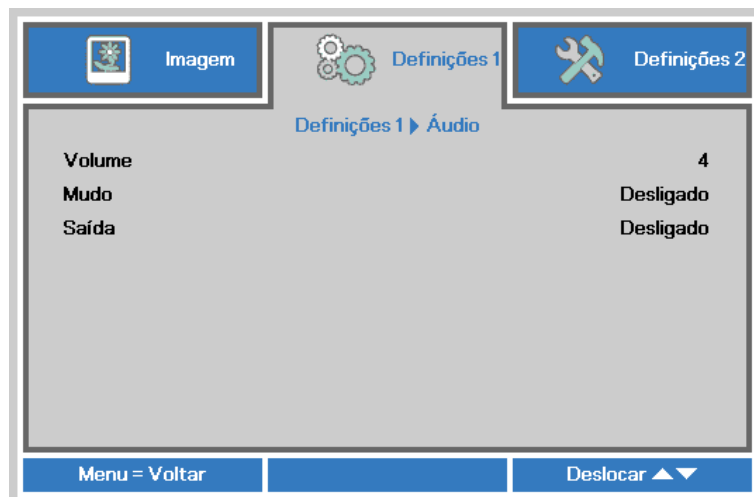 Imagem
Definições 1
Definições 2
Definições 1 ▶ Áudio
Volume 4
Mudo Desligado
Saída Desligado
Menu = Voltar
Deslocar ▲▼